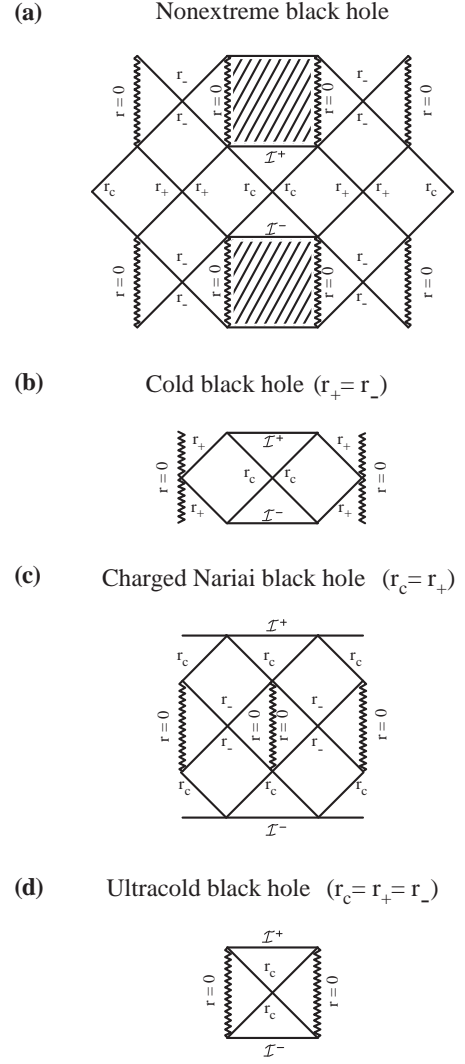 (a) Nonextreme black hole
r_- r_-
r = 0 r = 0 r = 0 r = 0
r_- r_-
ℐ⁺
r_c r_+ r_+ r_c r_c r_+ r_+ r_c
ℐ⁻
r_- r_-
r = 0 r = 0 r = 0 r = 0
r_- r_-
(b) Cold black hole (r_+= r_-)
r_+ ℐ⁺ r_+
r = 0 r_c r_c r = 0
r_+ ℐ⁻ r_+
(c) Charged Nariai black hole (r_c= r_+)
ℐ⁺
r_c r_c r_c
r_- r_-
r = 0 r = 0 r = 0 r = 0
r_- r_-
r_c r_c r_c
ℐ⁻
(d) Ultracold black hole (r_c= r_+= r_-)
ℐ⁺
r_c
r = 0 r = 0
r_c
ℐ⁻